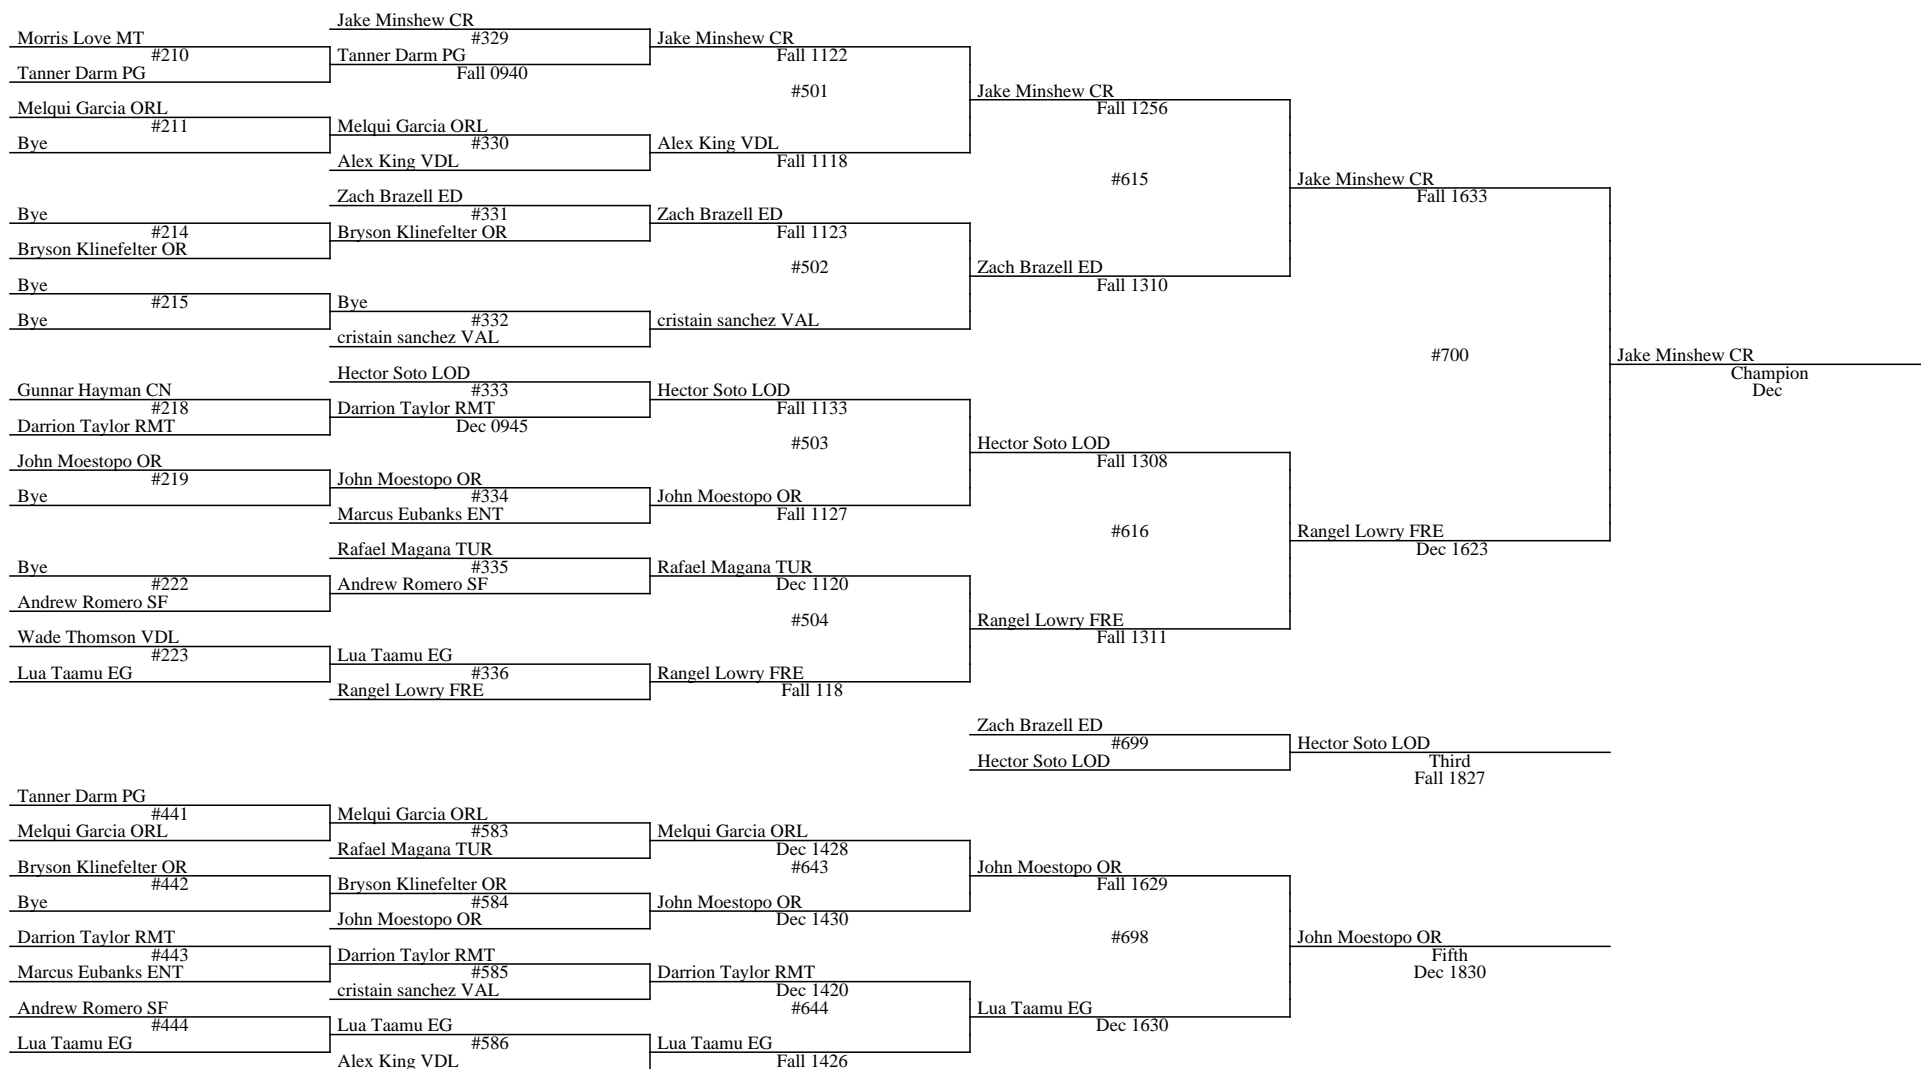 Jake Minshew CR
Morris Love MT
#329
Jake Minshew CR
#210
Tanner Darm PG
Fall 1122
Tanner Darm PG
Fall 0940
#501
Jake Minshew CR
Melqui Garcia ORL
Fall 1256
#211
Melqui Garcia ORL
Bye
#330
Alex King VDL
Alex King VDL
Fall 1118
#615
Jake Minshew CR
Zach Brazell ED
Fall 1633
Bye
#331
Zach Brazell ED
#214
Bryson Klinefelter OR
Fall 1123
Bryson Klinefelter OR
#502
Zach Brazell ED
Bye
Fall 1310
#215
Bye
Bye
#332
cristain sanchez VAL
cristain sanchez VAL
#700
Jake Minshew CR
Hector Soto LOD
Champion
Gunnar Hayman CN
#333
Hector Soto LOD
Dec
#218
Darrion Taylor RMT
Fall 1133
Darrion Taylor RMT
Dec 0945
#503
Hector Soto LOD
John Moestopo OR
Fall 1308
#219
John Moestopo OR
Bye
#334
John Moestopo OR
Marcus Eubanks ENT
Fall 1127
#616
Rangel Lowry FRE
Rafael Magana TUR
Dec 1623
Bye
#335
Rafael Magana TUR
#222
Andrew Romero SF
Dec 1120
Andrew Romero SF
#504
Rangel Lowry FRE
Wade Thomson VDL
Fall 1311
#223
Lua Taamu EG
Lua Taamu EG
#336
Rangel Lowry FRE
Rangel Lowry FRE
Fall 118
Zach Brazell ED
#699
Hector Soto LOD
Hector Soto LOD
Third
Fall 1827
Tanner Darm PG
#441
Melqui Garcia ORL
Melqui Garcia ORL
#583
Melqui Garcia ORL
Rafael Magana TUR
Dec 1428
Bryson Klinefelter OR
#643
John Moestopo OR
#442
Bryson Klinefelter OR
Fall 1629
Bye
#584
John Moestopo OR
John Moestopo OR
Dec 1430
Darrion Taylor RMT
#698
John Moestopo OR
#443
Darrion Taylor RMT
Fifth
Marcus Eubanks ENT
#585
Darrion Taylor RMT
Dec 1830
cristain sanchez VAL
Dec 1420
Andrew Romero SF
#644
Lua Taamu EG
#444
Lua Taamu EG
Dec 1630
Lua Taamu EG
#586
Lua Taamu EG
Alex King VDL
Fall 1426